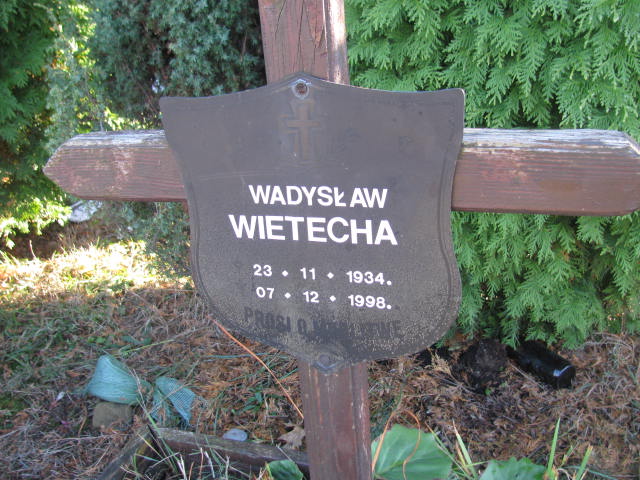 WADYSŁAW
WIETECHA
23 • 11 • 1934.
07 • 12 • 1998.
PROSI O